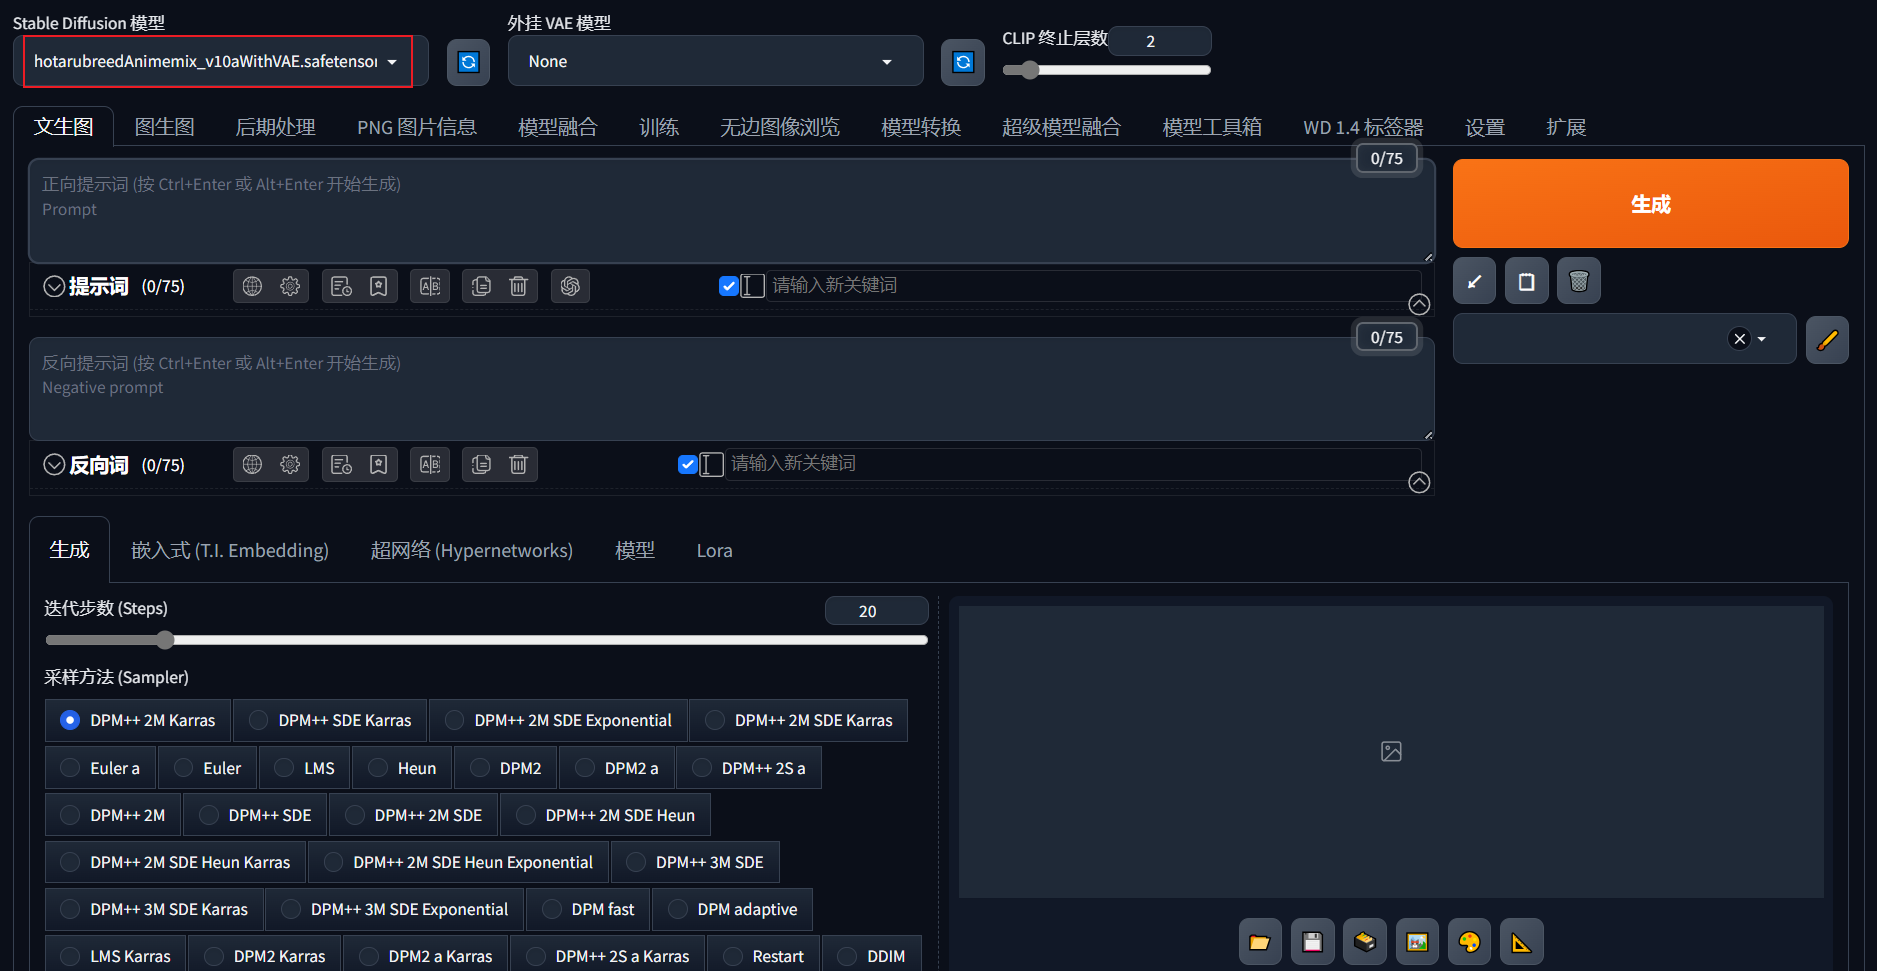 Stable Diffusion 模型
外挂 VAE 模型
CLIP 终止层数
2
hotarubreedAnimemix_v10aWithVAE.safetensor
None
文生图 图生图 后期处理 PNG 图片信息 模型融合 训练 无边图像浏览 模型转换 超级模型融合 模型工具箱 WD 1.4 标签器 设置 扩展
0/75
正向提示词 (按 Ctrl+Enter 或 Alt+Enter 开始生成)
Prompt
生成
提示词 (0/75)
请输入新关键词
0/75
反向提示词 (按 Ctrl+Enter 或 Alt+Enter 开始生成)
Negative prompt
反向词 (0/75)
请输入新关键词
生成 嵌入式 (T.I. Embedding) 超网络 (Hypernetworks) 模型 Lora
迭代步数 (Steps)
20
采样方法 (Sampler)
DPM++ 2M Karras DPM++ SDE Karras DPM++ 2M SDE Exponential DPM++ 2M SDE Karras
Euler a Euler LMS Heun DPM2 DPM2 a DPM++ 2S a
DPM++ 2M DPM++ SDE DPM++ 2M SDE DPM++ 2M SDE Heun
DPM++ 2M SDE Heun Karras DPM++ 2M SDE Heun Exponential DPM++ 3M SDE
DPM++ 3M SDE Karras DPM++ 3M SDE Exponential DPM fast DPM adaptive
LMS Karras DPM2 Karras DPM2 a Karras DPM++ 2S a Karras Restart DDIM